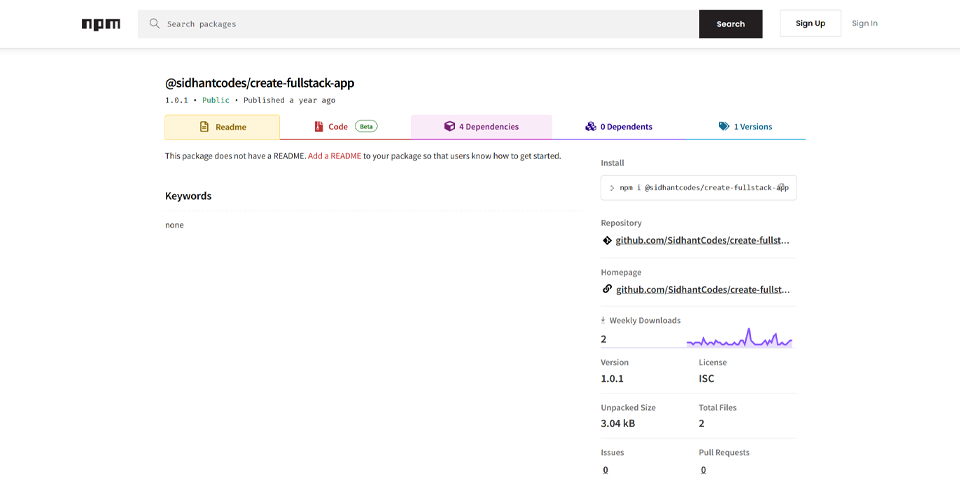 npm
Search packages
Search
Sign Up
Sign In
@sidhantcodes/create-fullstack-app
1.0.1 • Public • Published a year ago
Readme
Code Beta
4 Dependencies
0 Dependents
1 Versions
This package does not have a README. Add a README to your package so that users know how to get started.
Keywords
none
Install
> npm i @sidhantcodes/create-fullstack-app
Repository
github.com/SidhantCodes/create-fullst...
Homepage
github.com/SidhantCodes/create-fullst...
Weekly Downloads
2
Version
1.0.1
License
ISC
Unpacked Size
3.04 kB
Total Files
2
Issues
0
Pull Requests
0